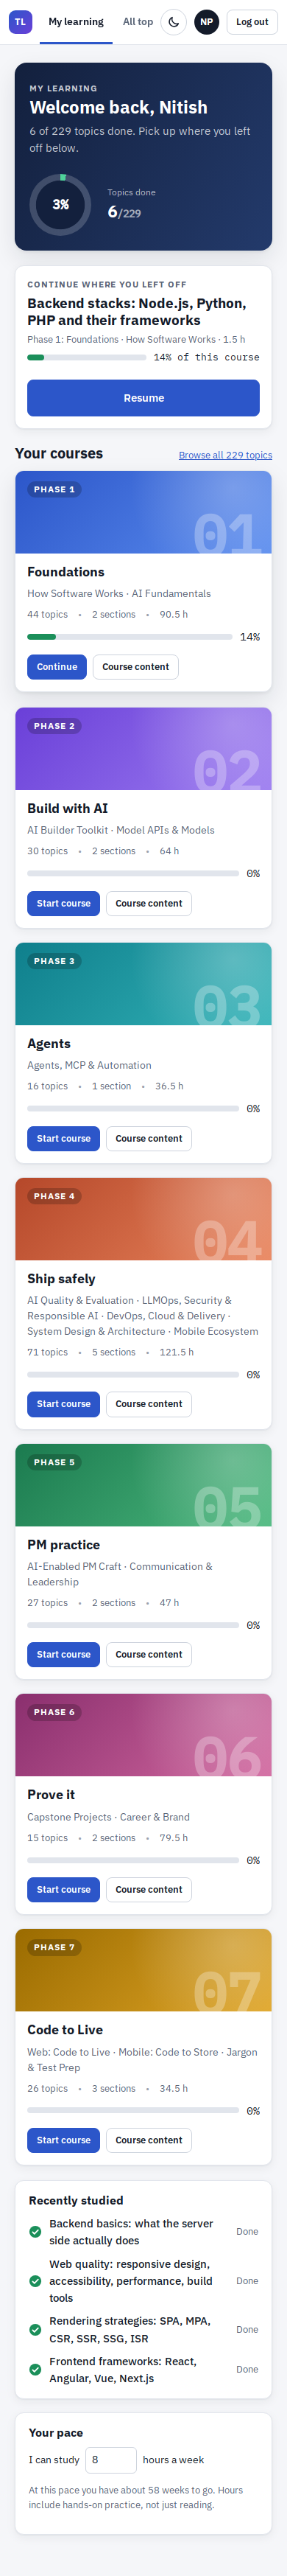 TL My learning All top NP Log out
MY LEARNING
Welcome back, Nitish
6 of 229 topics done. Pick up where you left
off below.
3%
Topics done
6/229
CONTINUE WHERE YOU LEFT OFF
Backend stacks: Node.js, Python,
PHP and their frameworks
Phase 1: Foundations · How Software Works · 1.5 h
14% of this course
Resume
Your courses
Browse all 229 topics
PHASE 1
01
Foundations
How Software Works · AI Fundamentals
44 topics • 2 sections • 90.5 h
14%
Continue
Course content
PHASE 2
02
Build with AI
AI Builder Toolkit · Model APIs & Models
30 topics • 2 sections • 64 h
0%
Start course
Course content
PHASE 3
03
Agents
Agents, MCP & Automation
16 topics • 1 section • 36.5 h
0%
Start course
Course content
PHASE 4
04
Ship safely
AI Quality & Evaluation · LLMOps, Security &
Responsible AI · DevOps, Cloud & Delivery ·
System Design & Architecture · Mobile Ecosystem
71 topics • 5 sections • 121.5 h
0%
Start course
Course content
PHASE 5
05
PM practice
AI-Enabled PM Craft · Communication &
Leadership
27 topics • 2 sections • 47 h
0%
Start course
Course content
PHASE 6
06
Prove it
Capstone Projects · Career & Brand
15 topics • 2 sections • 79.5 h
0%
Start course
Course content
PHASE 7
07
Code to Live
Web: Code to Live · Mobile: Code to Store · Jargon
& Test Prep
26 topics • 3 sections • 34.5 h
0%
Start course
Course content
Recently studied
Backend basics: what the server
side actually does
Done
Web quality: responsive design,
accessibility, performance, build
tools
Done
Rendering strategies: SPA, MPA,
CSR, SSR, SSG, ISR
Done
Frontend frameworks: React,
Angular, Vue, Next.js
Done
Your pace
I can study 8 hours a week
At this pace you have about 58 weeks to go. Hours
include hands-on practice, not just reading.